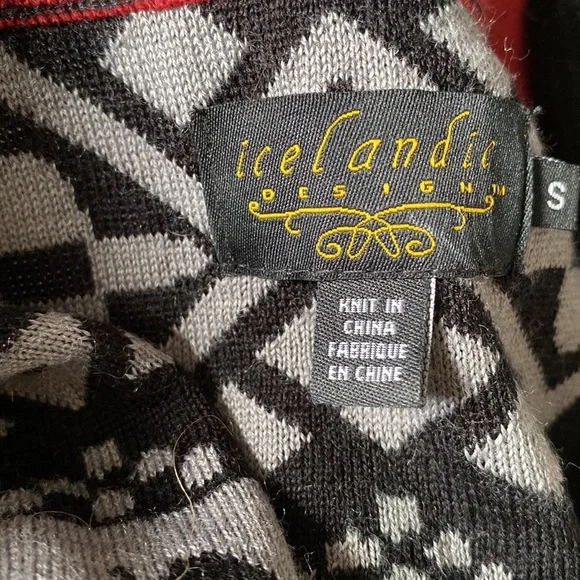 icelandic
DESIGN™
S
KNIT IN
CHINA
FABRIQUE
EN CHINE